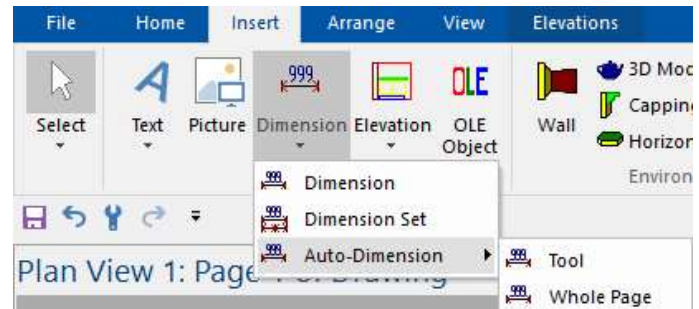 File Home Insert Arrange View Elevations
999
OLE
3D Mod
Capping
Select Text Picture Dimension Elevation OLE Object Wall
Horizon
Environ
Dimension
Dimension Set
Auto-Dimension
Tool
Plan View 1: Page
Whole Page